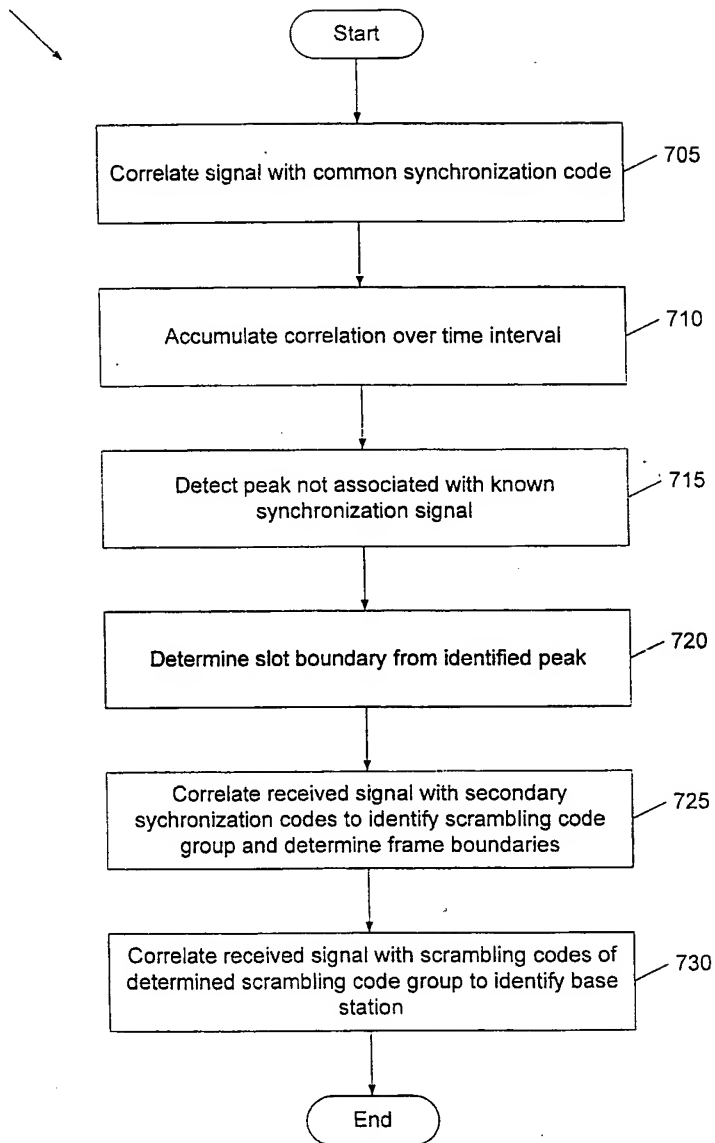 Start
Correlate signal with common synchronization code
705
Accumulate correlation over time interval
710
Detect peak not associated with known
synchronization signal
715
Determine slot boundary from identified peak
720
Correlate received signal with secondary
sychronization codes to identify scrambling code
group and determine frame boundaries
725
Correlate received signal with scrambling codes of
determined scrambling code group to identify base
station
730
End